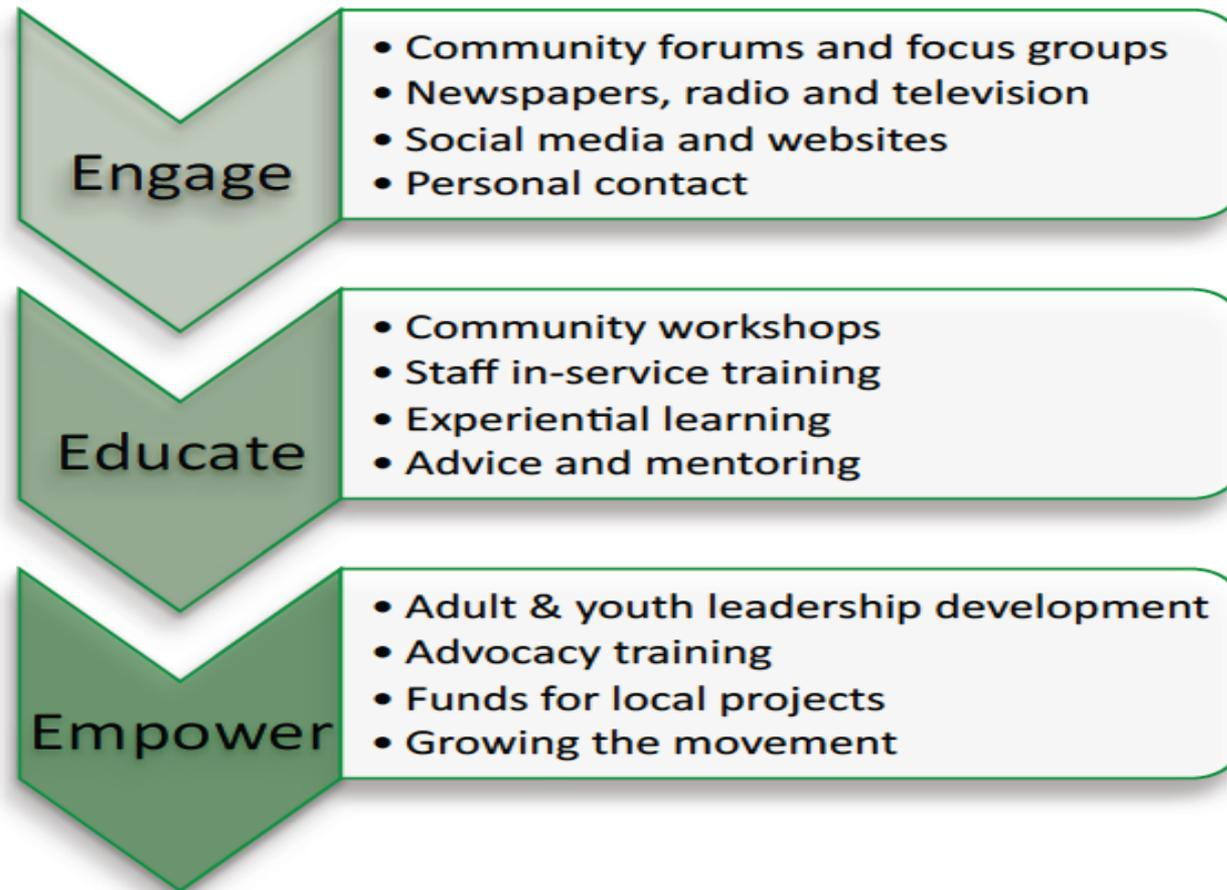 Engage
• Community forums and focus groups
• Newspapers, radio and television
• Social media and websites
• Personal contact
Educate
• Community workshops
• Staff in-service training
• Experiential learning
• Advice and mentoring
Empower
• Adult & youth leadership development
• Advocacy training
• Funds for local projects
• Growing the movement